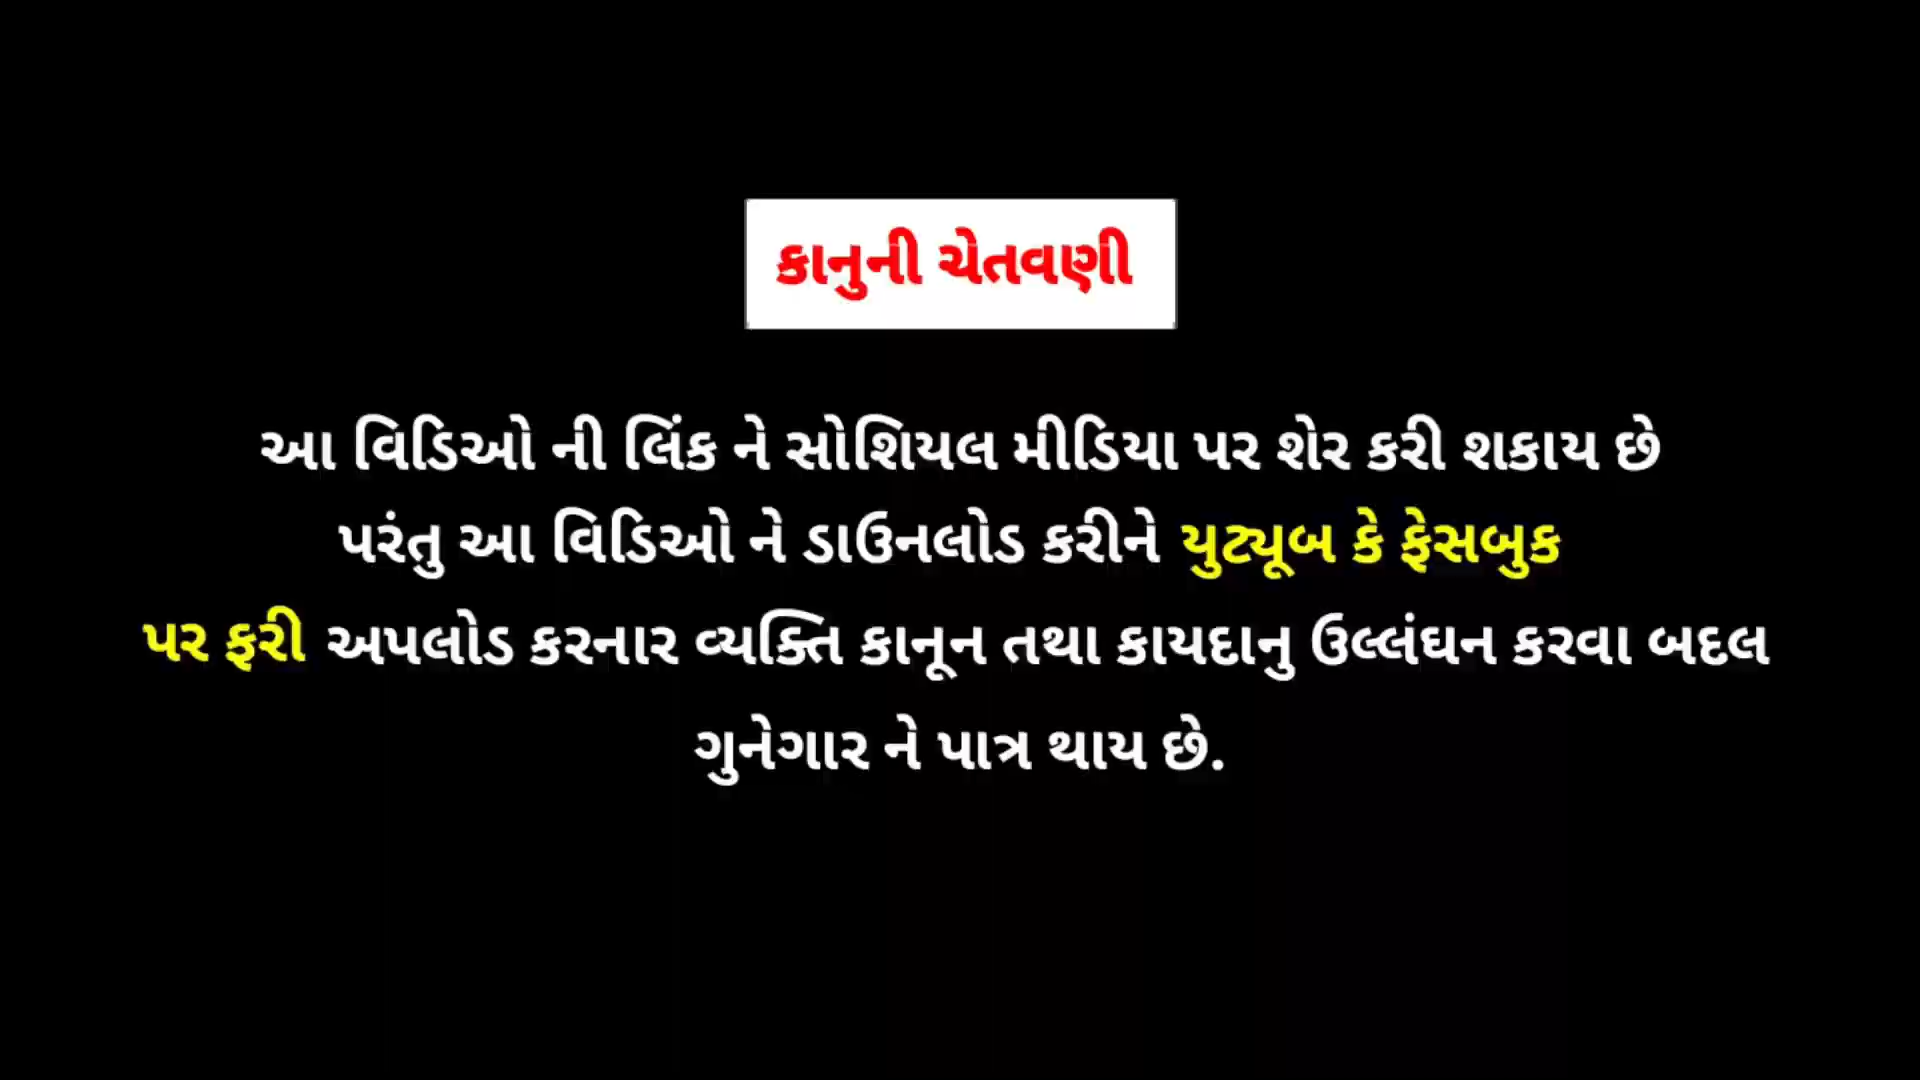 કાનુની ચેતવણી
આ વિડિઓ ની લિંક ને સોશિયલ મીડિયા પર શેર કરી શકાય છે
પરંતુ આ વિડિઓ ને ડાઉનલોડ કરીને યુટ્યૂબ કે ફેસબુક
પર ફરી અપલોડ કરનાર વ્યક્તિ કાનૂન તથા કાયદાનુ ઉલ્લંઘન કરવા બદલ
ગુનેગાર ને પાત્ર થાય છે.